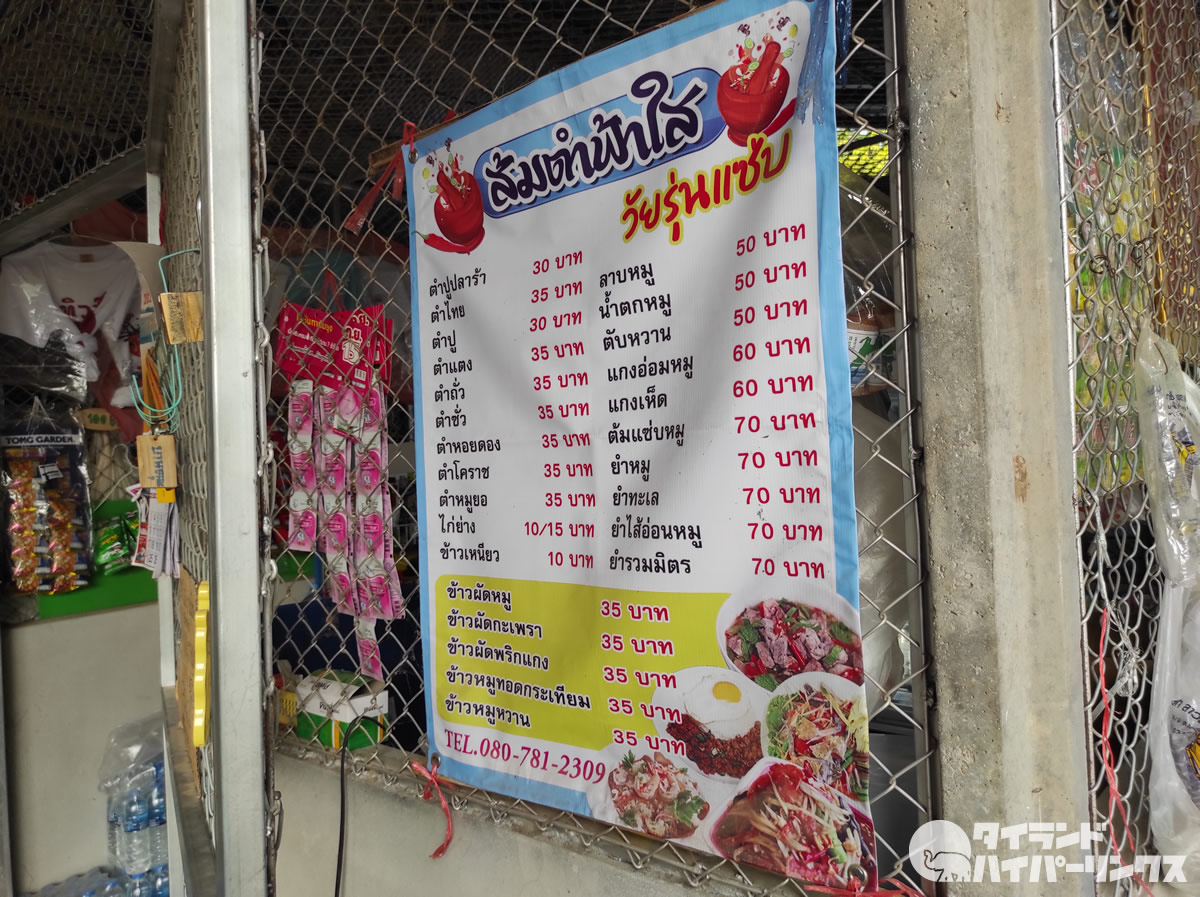 ส้มตำฟ้าใส
วัยรุ่นแซ่บ
ตำปูปลาร้า 30 บาท
ตำไทย 35 บาท
ตำปู 30 บาท
ตำแตง 35 บาท
ตำถั่ว 35 บาท
ตำซั่ว 35 บาท
ตำหอยดอง 35 บาท
ตำโคราช 35 บาท
ตำหมูยอ 35 บาท
ไก่ย่าง 10/15 บาท
ข้าวเหนียว 10 บาท
ลาบหมู 50 บาท
น้ำตกหมู 50 บาท
ตับหวาน 50 บาท
แกงอ่อมหมู 60 บาท
แกงเห็ด 60 บาท
ต้มแซ่บหมู 70 บาท
ยำหมู 70 บาท
ยำทะเล 70 บาท
ยำไส้อ่อนหมู 70 บาท
ยำรวมมิตร 70 บาท
ข้าวผัดหมู 35 บาท
ข้าวผัดกะเพรา 35 บาท
ข้าวผัดพริกแกง 35 บาท
ข้าวหมูทอดกระเทียม 35 บาท
ข้าวหมูหวาน 35 บาท
TEL.080-781-2309
TONG GARDEN
タイランド
ハイパーリンクス